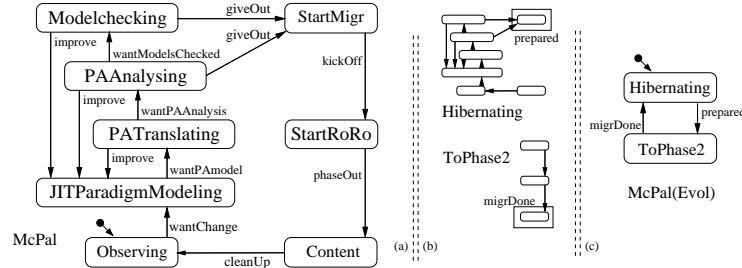 Modelchecking
giveOut
StartMigr
giveOut
improve
wantModelsChecked
PAAnalysing
kickOff
improve
wantPAAnalysis
PATranslating
StartRoRo
improve
wantPAmodel
JITParadigmModeling
phaseOut
wantChange
McPal
Observing
cleanUp
Content
(a)
prepared
Hibernating
ToPhase2
migrDone
(b)
Hibernating
migrDone
prepared
ToPhase2
McPal(Evol)
(c)